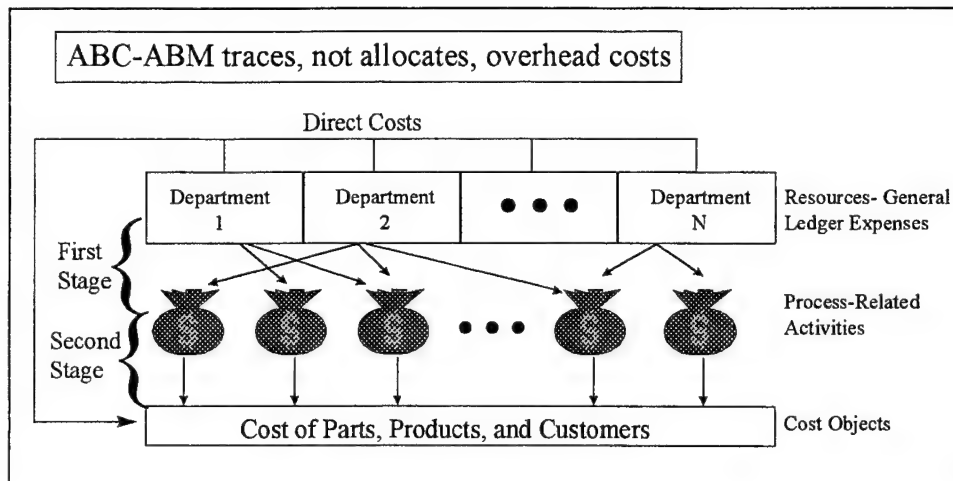 ABC-ABM traces, not allocates, overhead costs
Direct Costs
Department
1
Department
2
Department
N
Resources- General
Ledger Expenses
First
Stage
$ $ $ $ $
Process-Related
Activities
Second
Stage
Cost of Parts, Products, and Customers
Cost Objects